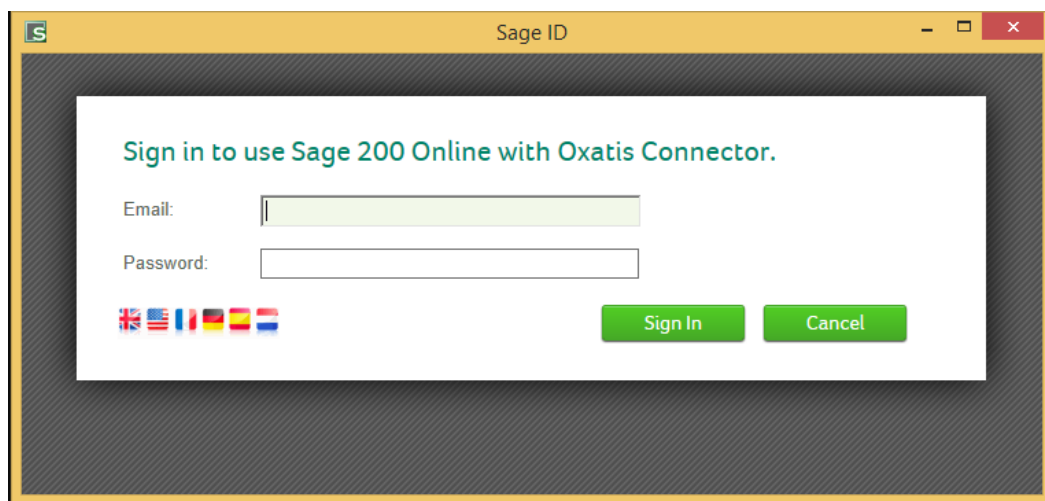 Sage ID
Sign in to use Sage 200 Online with Oxatis Connector.
Email:
Password:
Sign In Cancel